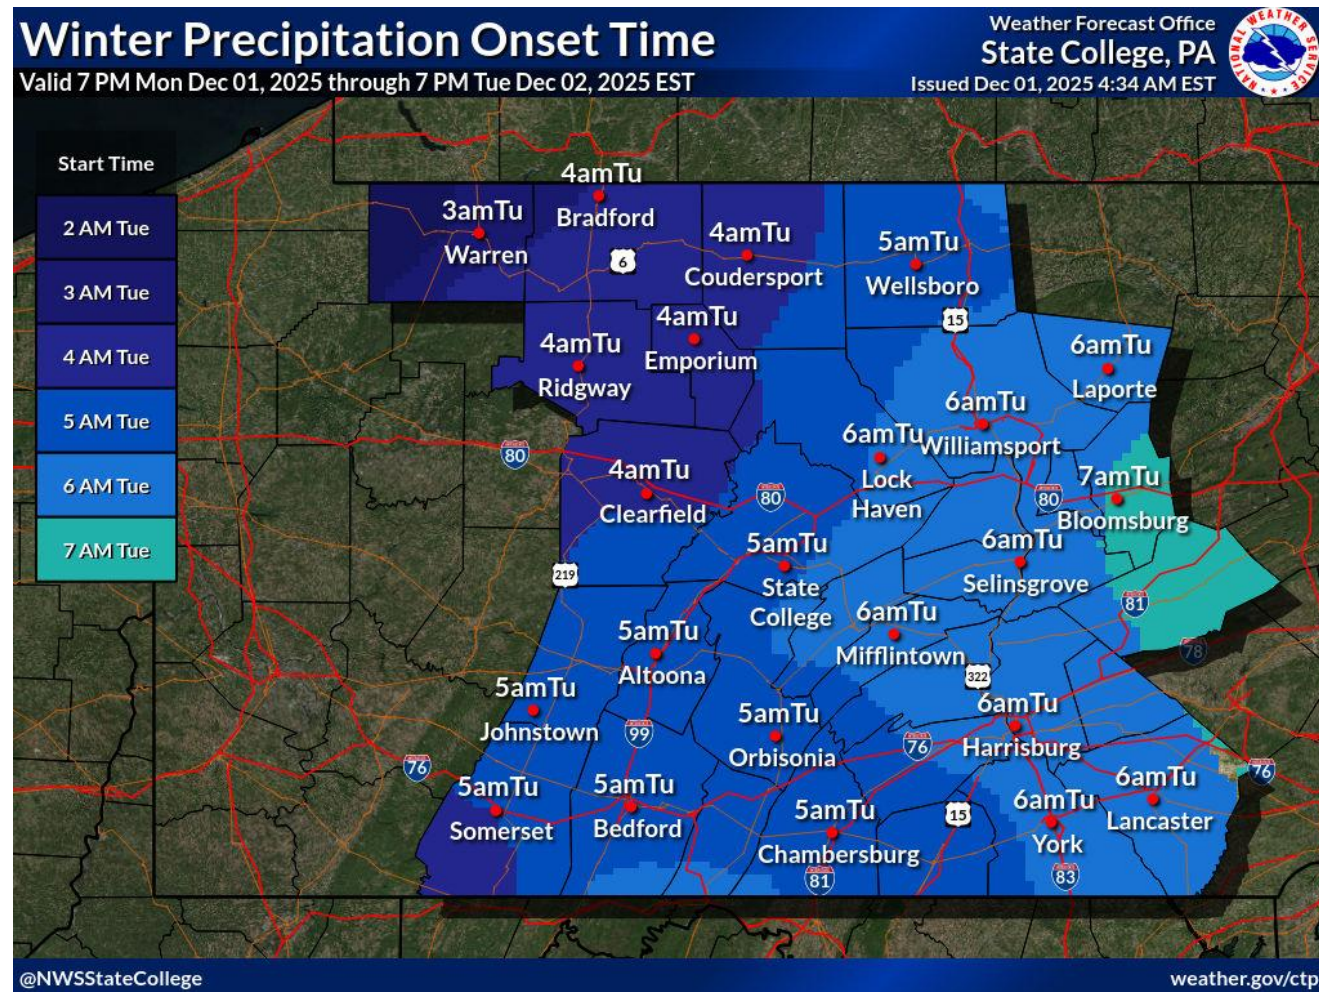 Winter Precipitation Onset Time
Valid 7 PM Mon Dec 01, 2025 through 7 PM Tue Dec 02, 2025 EST
Weather Forecast Office
State College, PA
Issued Dec 01, 2025 4:34 AM EST
NATIONAL WEATHER SERVICE
Start Time
2 AM Tue
3 AM Tue
4 AM Tue
5 AM Tue
6 AM Tue
7 AM Tue
4amTu
Bradford
3amTu
Warren
6
4amTu
Coudersport
5amTu
Wellsboro
15
4amTu
Emporium
4amTu
Ridgway
6amTu
Laporte
6amTu
Williamsport
6amTu
Lock
Haven
80
4amTu
Clearfield
80
80
7amTu
Bloomsburg
5amTu
State
College
6amTu
Selinsgrove
219
81
6amTu
Mifflintown
78
5amTu
Altoona
322
5amTu
Johnstown
99
5amTu
Orbisonia
76
6amTu
Harrisburg
76
76
5amTu
Somerset
5amTu
Bedford
5amTu
Chambersburg
81
15
6amTu
York
83
6amTu
Lancaster
@NWSStateCollege
weather.gov/ctp